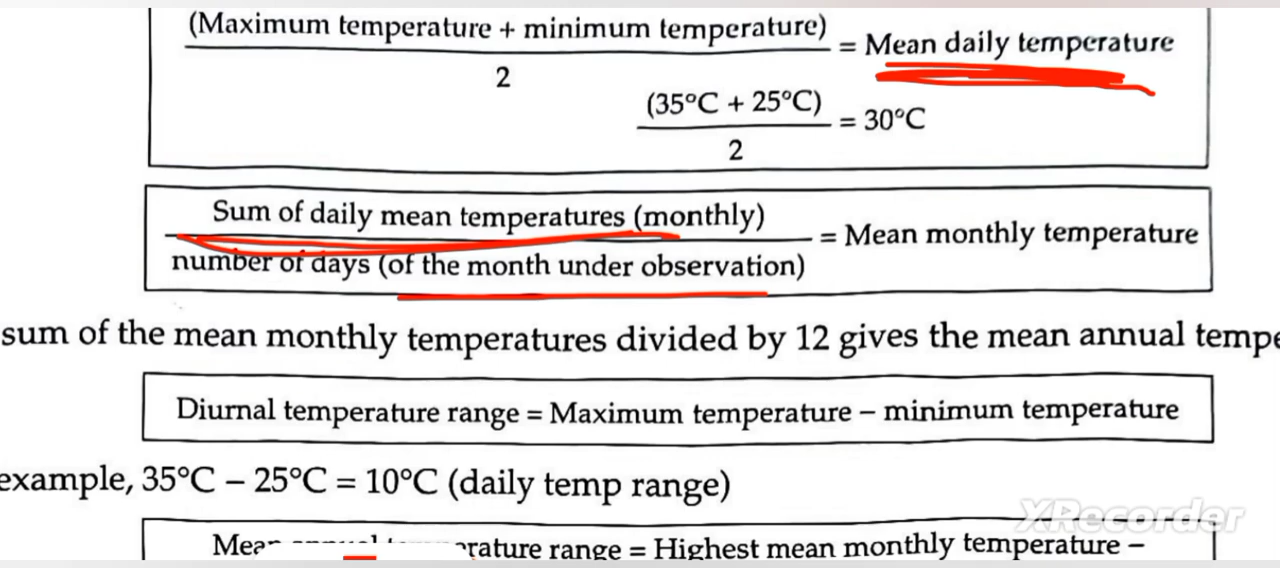 (Maximum temperature + minimum temperature)
= Mean daily temperature
2
(35°C + 25°C)
= 30°C
2
Sum of daily mean temperatures (monthly)
= Mean monthly temperature
number of days (of the month under observation)
sum of the mean monthly temperatures divided by 12 gives the mean annual tempe
Diurnal temperature range = Maximum temperature – minimum temperature
example, 35°C – 25°C = 10°C (daily temp range)
XRecorder
range = Highest mean monthly temperature –